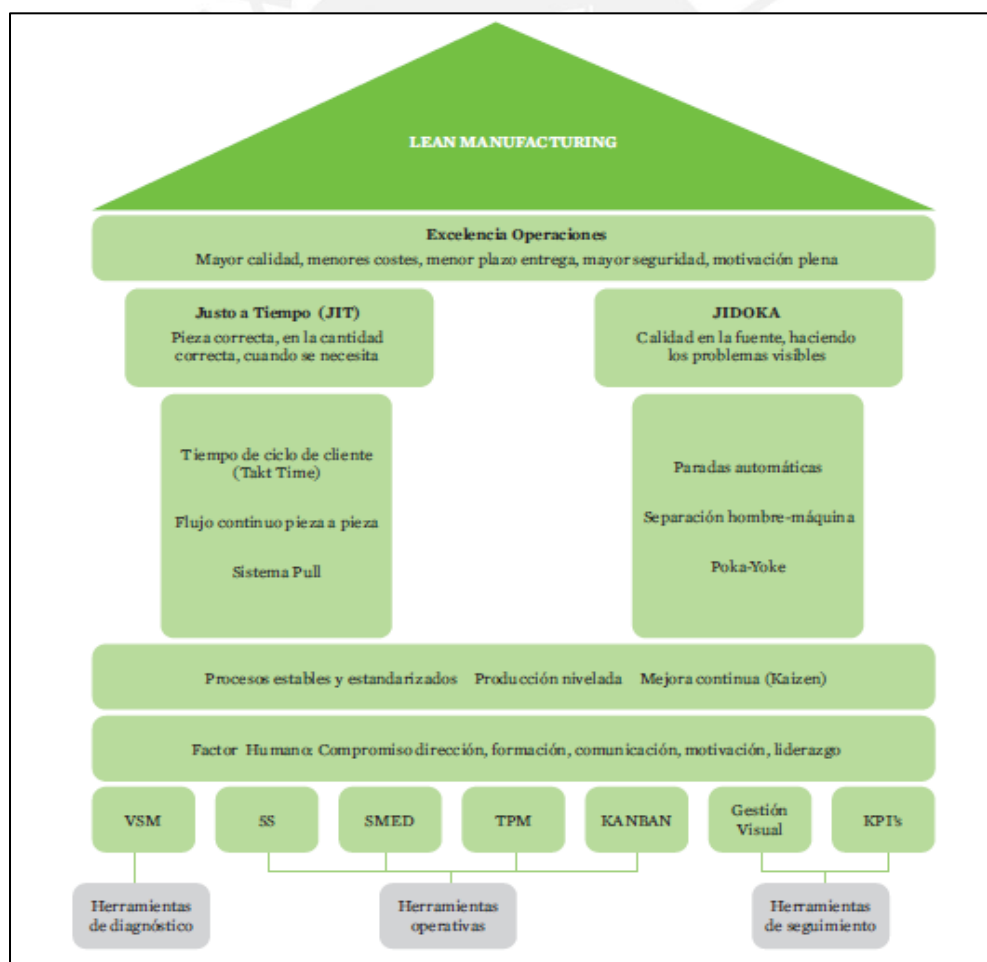 LEAN MANUFACTURING
Excelencia Operaciones
Mayor calidad, menores costes, menor plazo entrega, mayor seguridad, motivación plena
Justo a Tiempo (JIT)
Pieza correcta, en la cantidad
correcta, cuando se necesita
JIDOKA
Calidad en la fuente, haciendo
los problemas visibles
Tiempo de ciclo de cliente
(Takt Time)
Flujo continuo pieza a pieza
Sistema Pull
Paradas automáticas
Separación hombre-máquina
Poka-Yoke
Procesos estables y estandarizados Producción nivelada Mejora continua (Kaizen)
Factor Humano: Compromiso dirección, formación, comunicación, motivación, liderazgo
VSM
5S
SMED
TPM
KANBAN
Gestión
Visual
KPI's
Herramientas
de diagnóstico
Herramientas
operativas
Herramientas
de seguimiento